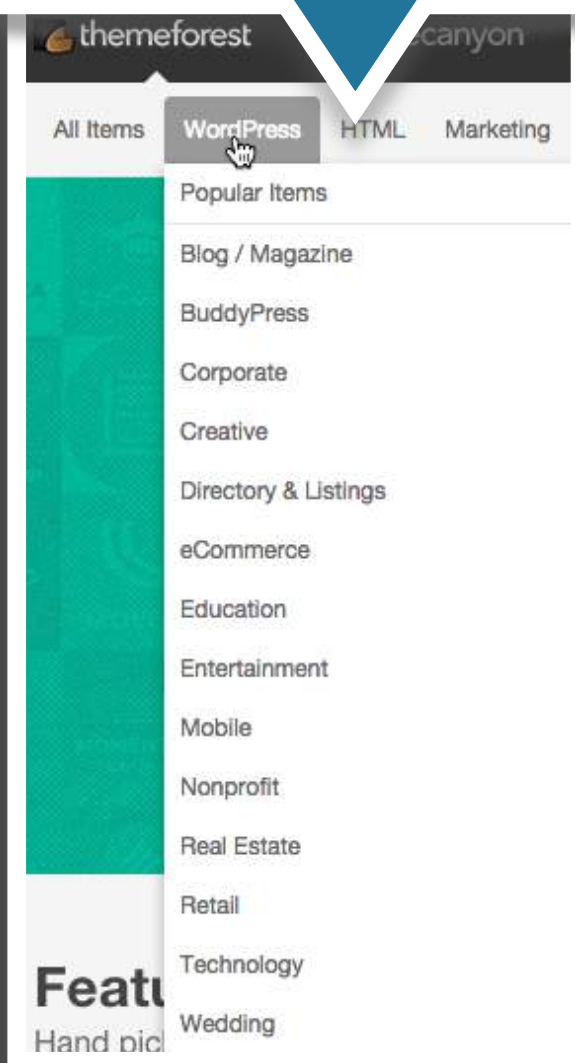 themeforest canyon
All Items WordPress HTML Marketing
Popular Items
Blog / Magazine
BuddyPress
Corporate
Creative
Directory & Listings
eCommerce
Education
Entertainment
Mobile
Nonprofit
Real Estate
Retail
Technology
Featu
Wedding
Hand pic